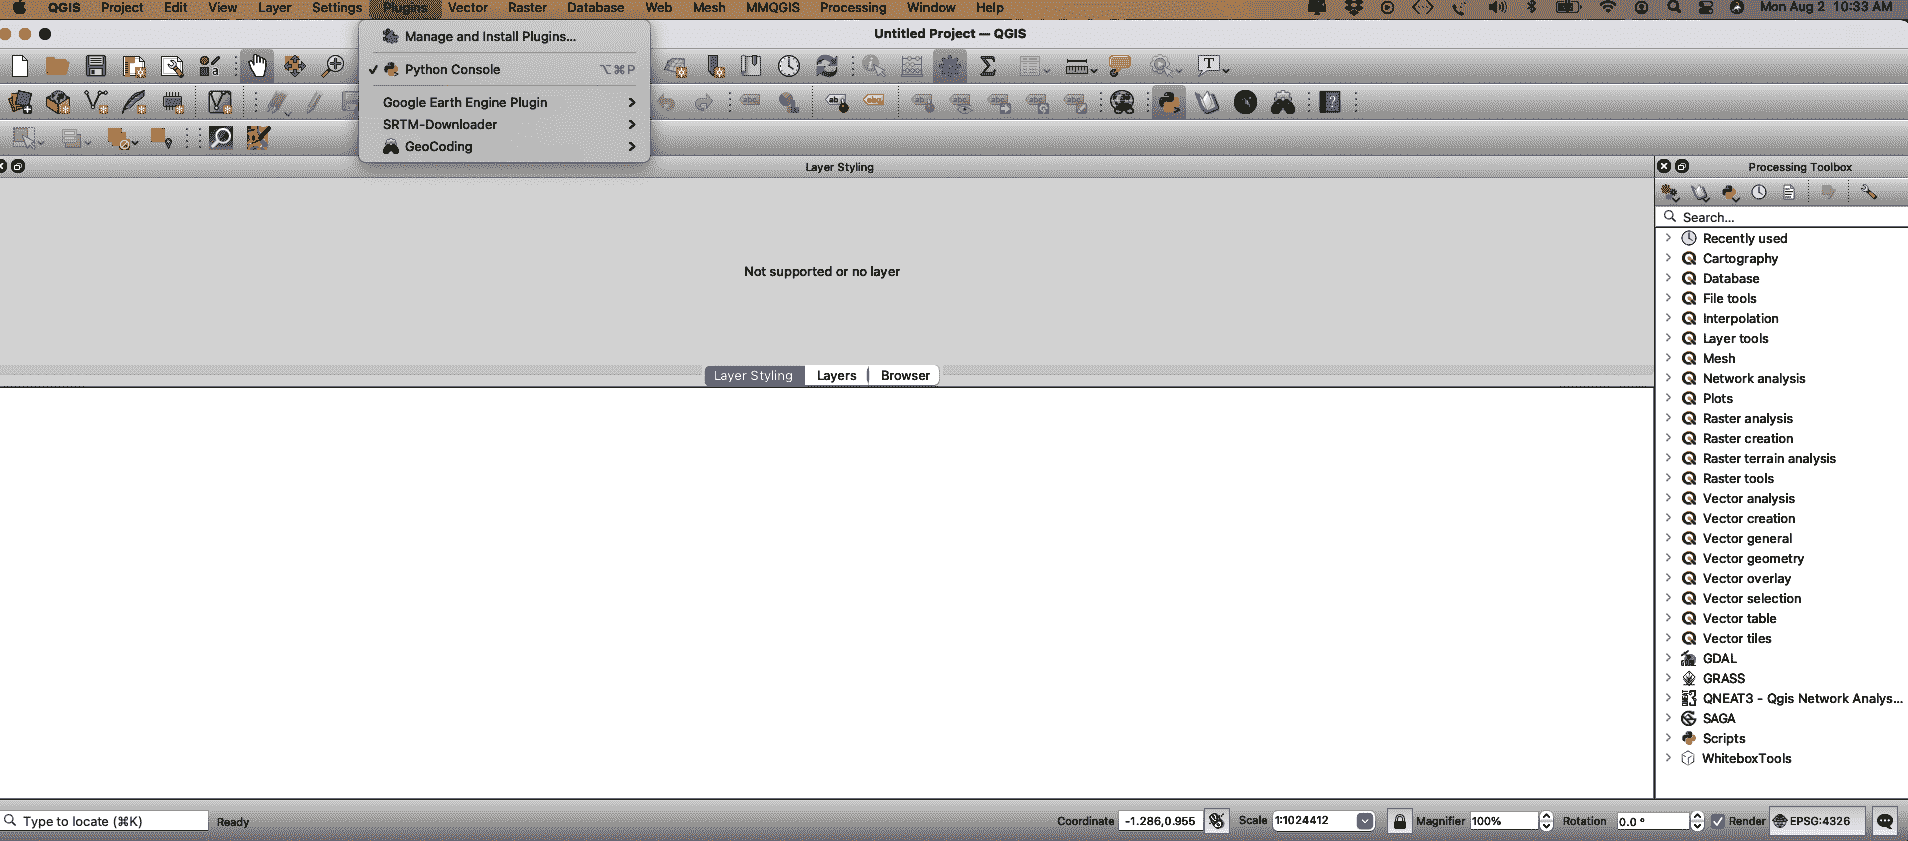 QGIS Project Edit View Layer Settings Plugins Vector Raster Database Web Mesh MMQGIS Processing Window Help Mon Aug 2 10:33 AM
Untitled Project — QGIS
Manage and Install Plugins...
✓ Python Console ⌥⌘P
Google Earth Engine Plugin >
SRTM-Downloader >
GeoCoding >
Layer Styling
Not supported or no layer
Layer Styling Layers Browser
Processing Toolbox
Search...
Recently used
Cartography
Database
File tools
Interpolation
Layer tools
Mesh
Network analysis
Plots
Raster analysis
Raster creation
Raster terrain analysis
Raster tools
Vector analysis
Vector creation
Vector general
Vector geometry
Vector overlay
Vector selection
Vector table
Vector tiles
GDAL
GRASS
QNEAT3 - Qgis Network Analys...
SAGA
Scripts
WhiteboxTools
Type to locate (⌘K) Ready Coordinate -1.286,0.955 Scale 1:1024412 Magnifier 100% Rotation 0.0 ° Render EPSG:4326